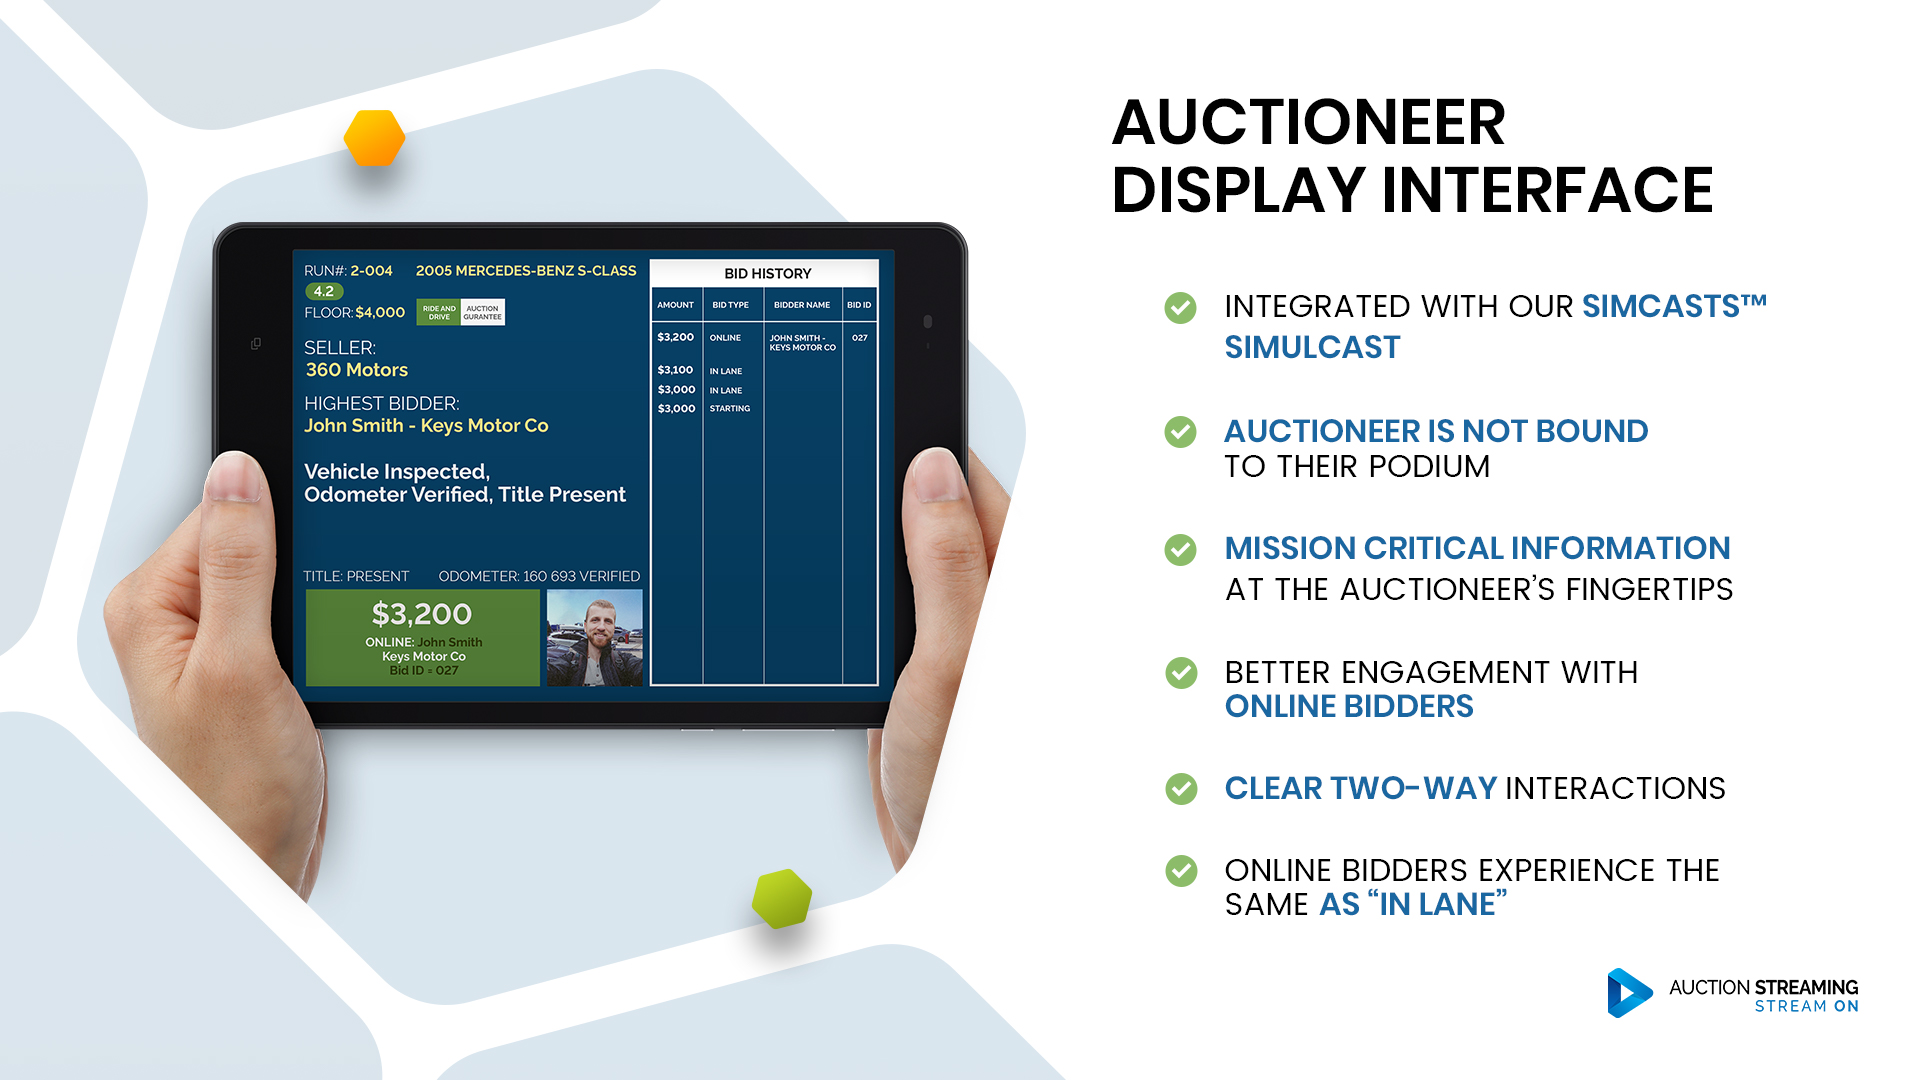 AUCTIONEER
DISPLAY INTERFACE
INTEGRATED WITH OUR SIMCASTS™
SIMULCAST
AUCTIONEER IS NOT BOUND
TO THEIR PODIUM
MISSION CRITICAL INFORMATION
AT THE AUCTIONEER’S FINGERTIPS
BETTER ENGAGEMENT WITH
ONLINE BIDDERS
CLEAR TWO-WAY INTERACTIONS
ONLINE BIDDERS EXPERIENCE THE
SAME AS “IN LANE”
RUN#: 2-004 2005 MERCEDES-BENZ S-CLASS
4.2
FLOOR: $4,000
RIDE AND
DRIVE
AUCTION
GURANTEE
SELLER:
360 Motors
HIGHEST BIDDER:
John Smith - Keys Motor Co
Vehicle Inspected,
Odometer Verified, Title Present
TITLE: PRESENT ODOMETER: 160 693 VERIFIED
$3,200
ONLINE: John Smith
Keys Motor Co
Bid ID = 027
BID HISTORY
AMOUNT BID TYPE BIDDER NAME BID ID
$3,200 ONLINE JOHN SMITH - 027
KEYS MOTOR CO
$3,100 IN LANE
$3,000 IN LANE
$3,000 STARTING
AUCTION STREAMING
STREAM ON